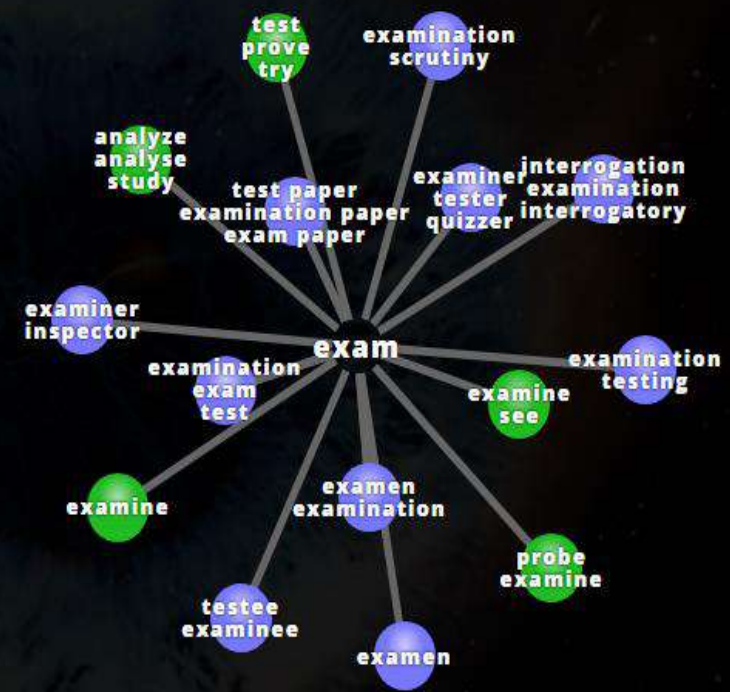 test
prove
try
examination
scrutiny
analyze
analyse
study
test paper
examination paper
exam paper
examiner
tester
quizzer
interrogation
examination
interrogatory
examiner
inspector
exam
examination
exam
test
examination
testing
examine
see
examine
examen
examination
probe
examine
testee
examinee
examen